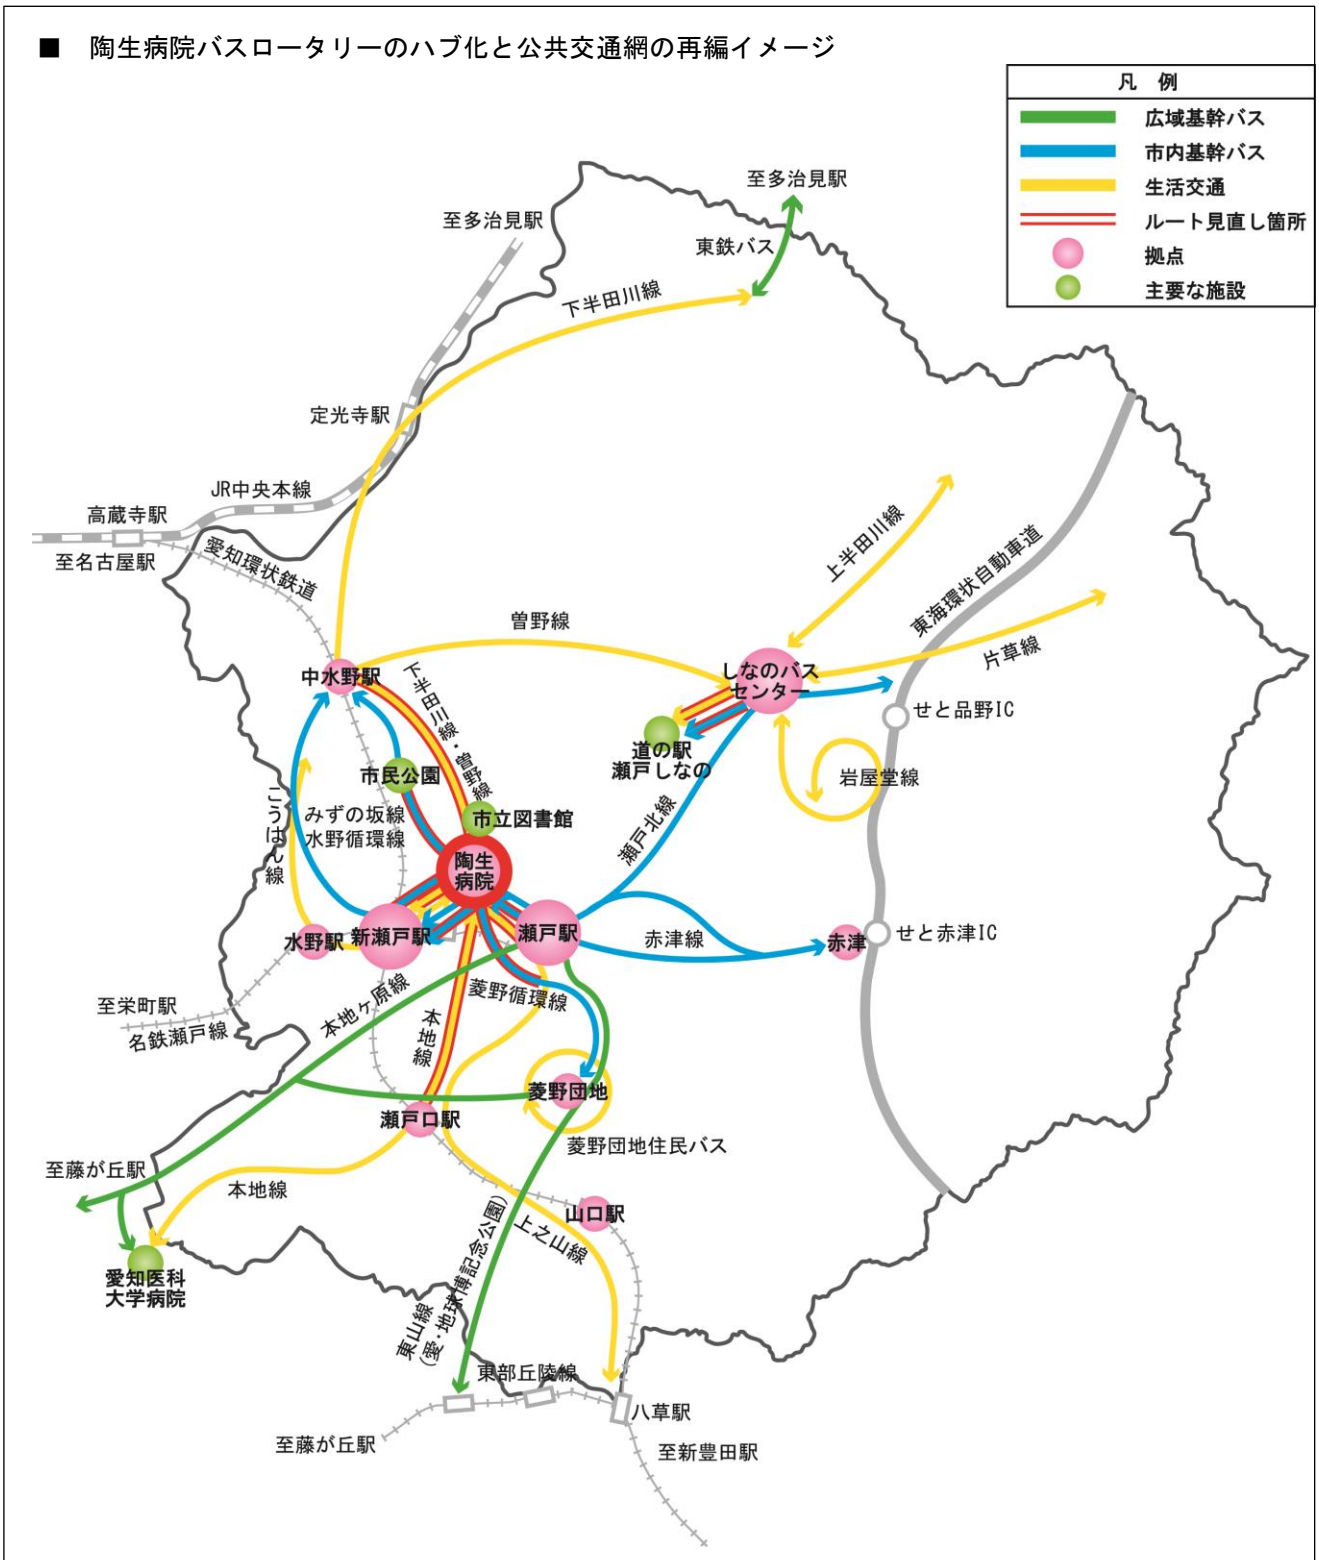 ■ 陶生病院バスロータリーのハブ化と公共交通網の再編イメージ
凡 例
広域基幹バス
市内基幹バス
生活交通
ルート見直し箇所
拠点
主要な施設
至多治見駅
至多治見駅
東鉄バス
下半田川線
定光寺駅
JR中央本線
高蔵寺駅
至名古屋駅
愛知環状鉄道
上半田川線
東海環状自動車道
曽野線
片草線
中水野駅
下半田川線・曽野線
しなのバス
センター
せと品野IC
道の駅
瀬戸しなの
市民公園
岩屋堂線
こうはん線
みずの坂線
水野循環線
市立図書館
瀬戸北線
陶生
病院
水野駅
新瀬戸駅
瀬戸駅
赤津線
赤津
せと赤津IC
至栄町駅
名鉄瀬戸線
本地ヶ原線
菱野循環線
本地線
菱野団地
瀬戸口駅
菱野団地住民バス
至藤が丘駅
本地線
山口駅
上之山線
愛知医科
大学病院
東山線
(愛・地球博記念公園)
東部丘陵線
八草駅
至藤が丘駅
至新豊田駅